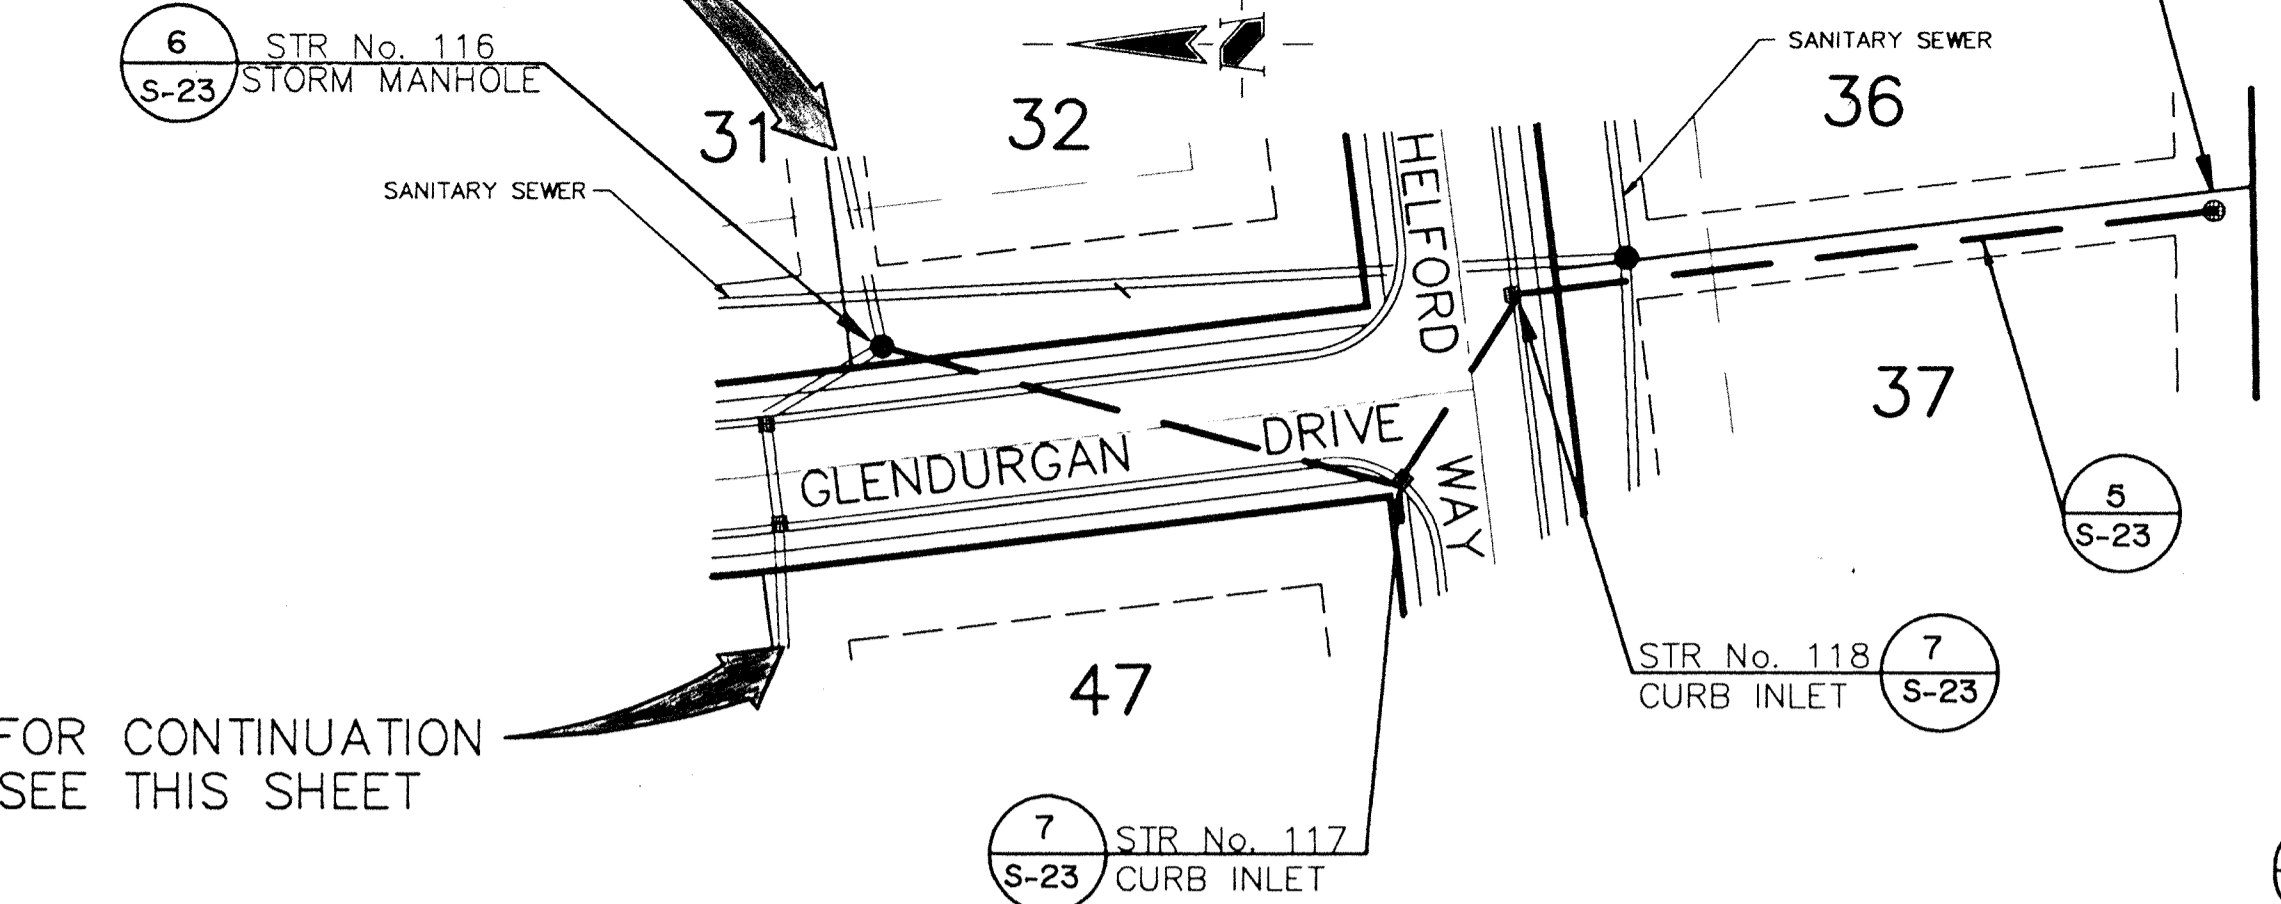 6
S-23
STR No. 116
STORM MANHOLE
SANITARY SEWER
31
32
SANITARY SEWER
36
HELFORD
WAY
GLENDURGAN DRIVE
37
5
S-23
47
STR No. 118
CURB INLET
7
S-23
FOR CONTINUATION
SEE THIS SHEET
7
S-23
STR No. 117
CURB INLET